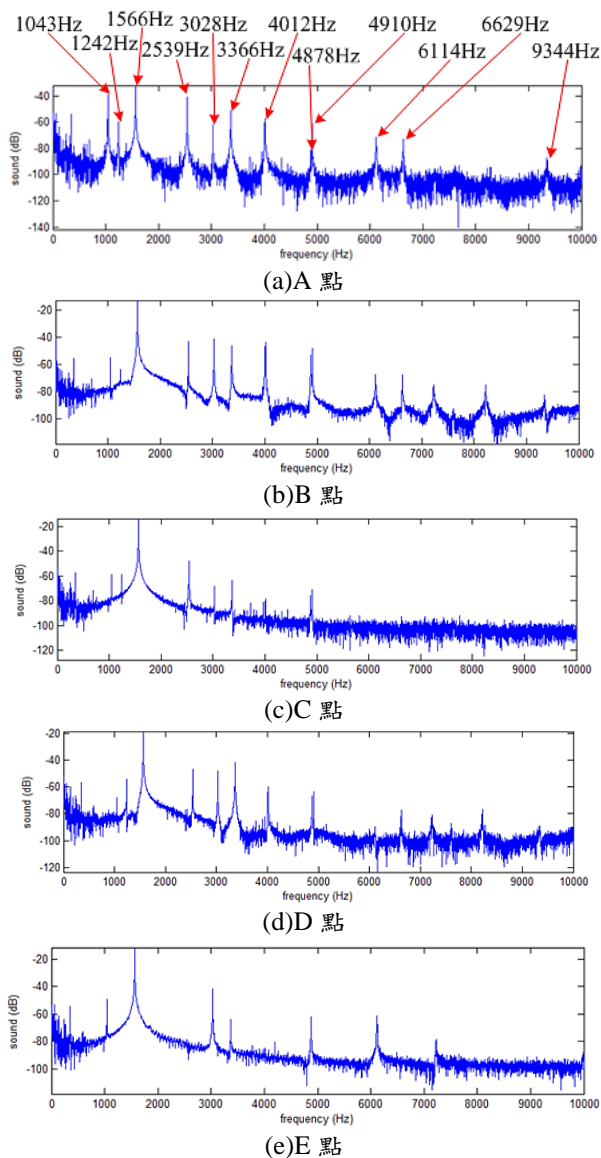 1566Hz 3028Hz 4012Hz 4910Hz 6629Hz
1043Hz 2539Hz 3366Hz 4878Hz 6114Hz 9344Hz
1242Hz
-40
-60
-80
-100
-120
-140
sound (dB)
0 1000 2000 3000 4000 5000 6000 7000 8000 9000 10000
frequency (Hz)
(a)A 點
-20
-40
-60
-80
-100
sound (dB)
0 1000 2000 3000 4000 5000 6000 7000 8000 9000 10000
frequency (Hz)
(b)B 點
-20
-40
-60
-80
-100
-120
sound (dB)
0 1000 2000 3000 4000 5000 6000 7000 8000 9000 10000
frequency (Hz)
(c)C 點
-20
-40
-60
-80
-100
-120
sound (dB)
0 1000 2000 3000 4000 5000 6000 7000 8000 9000 10000
frequency (Hz)
(d)D 點
-20
-40
-60
-80
-100
sound (dB)
0 1000 2000 3000 4000 5000 6000 7000 8000 9000 10000
frequency (Hz)
(e)E 點